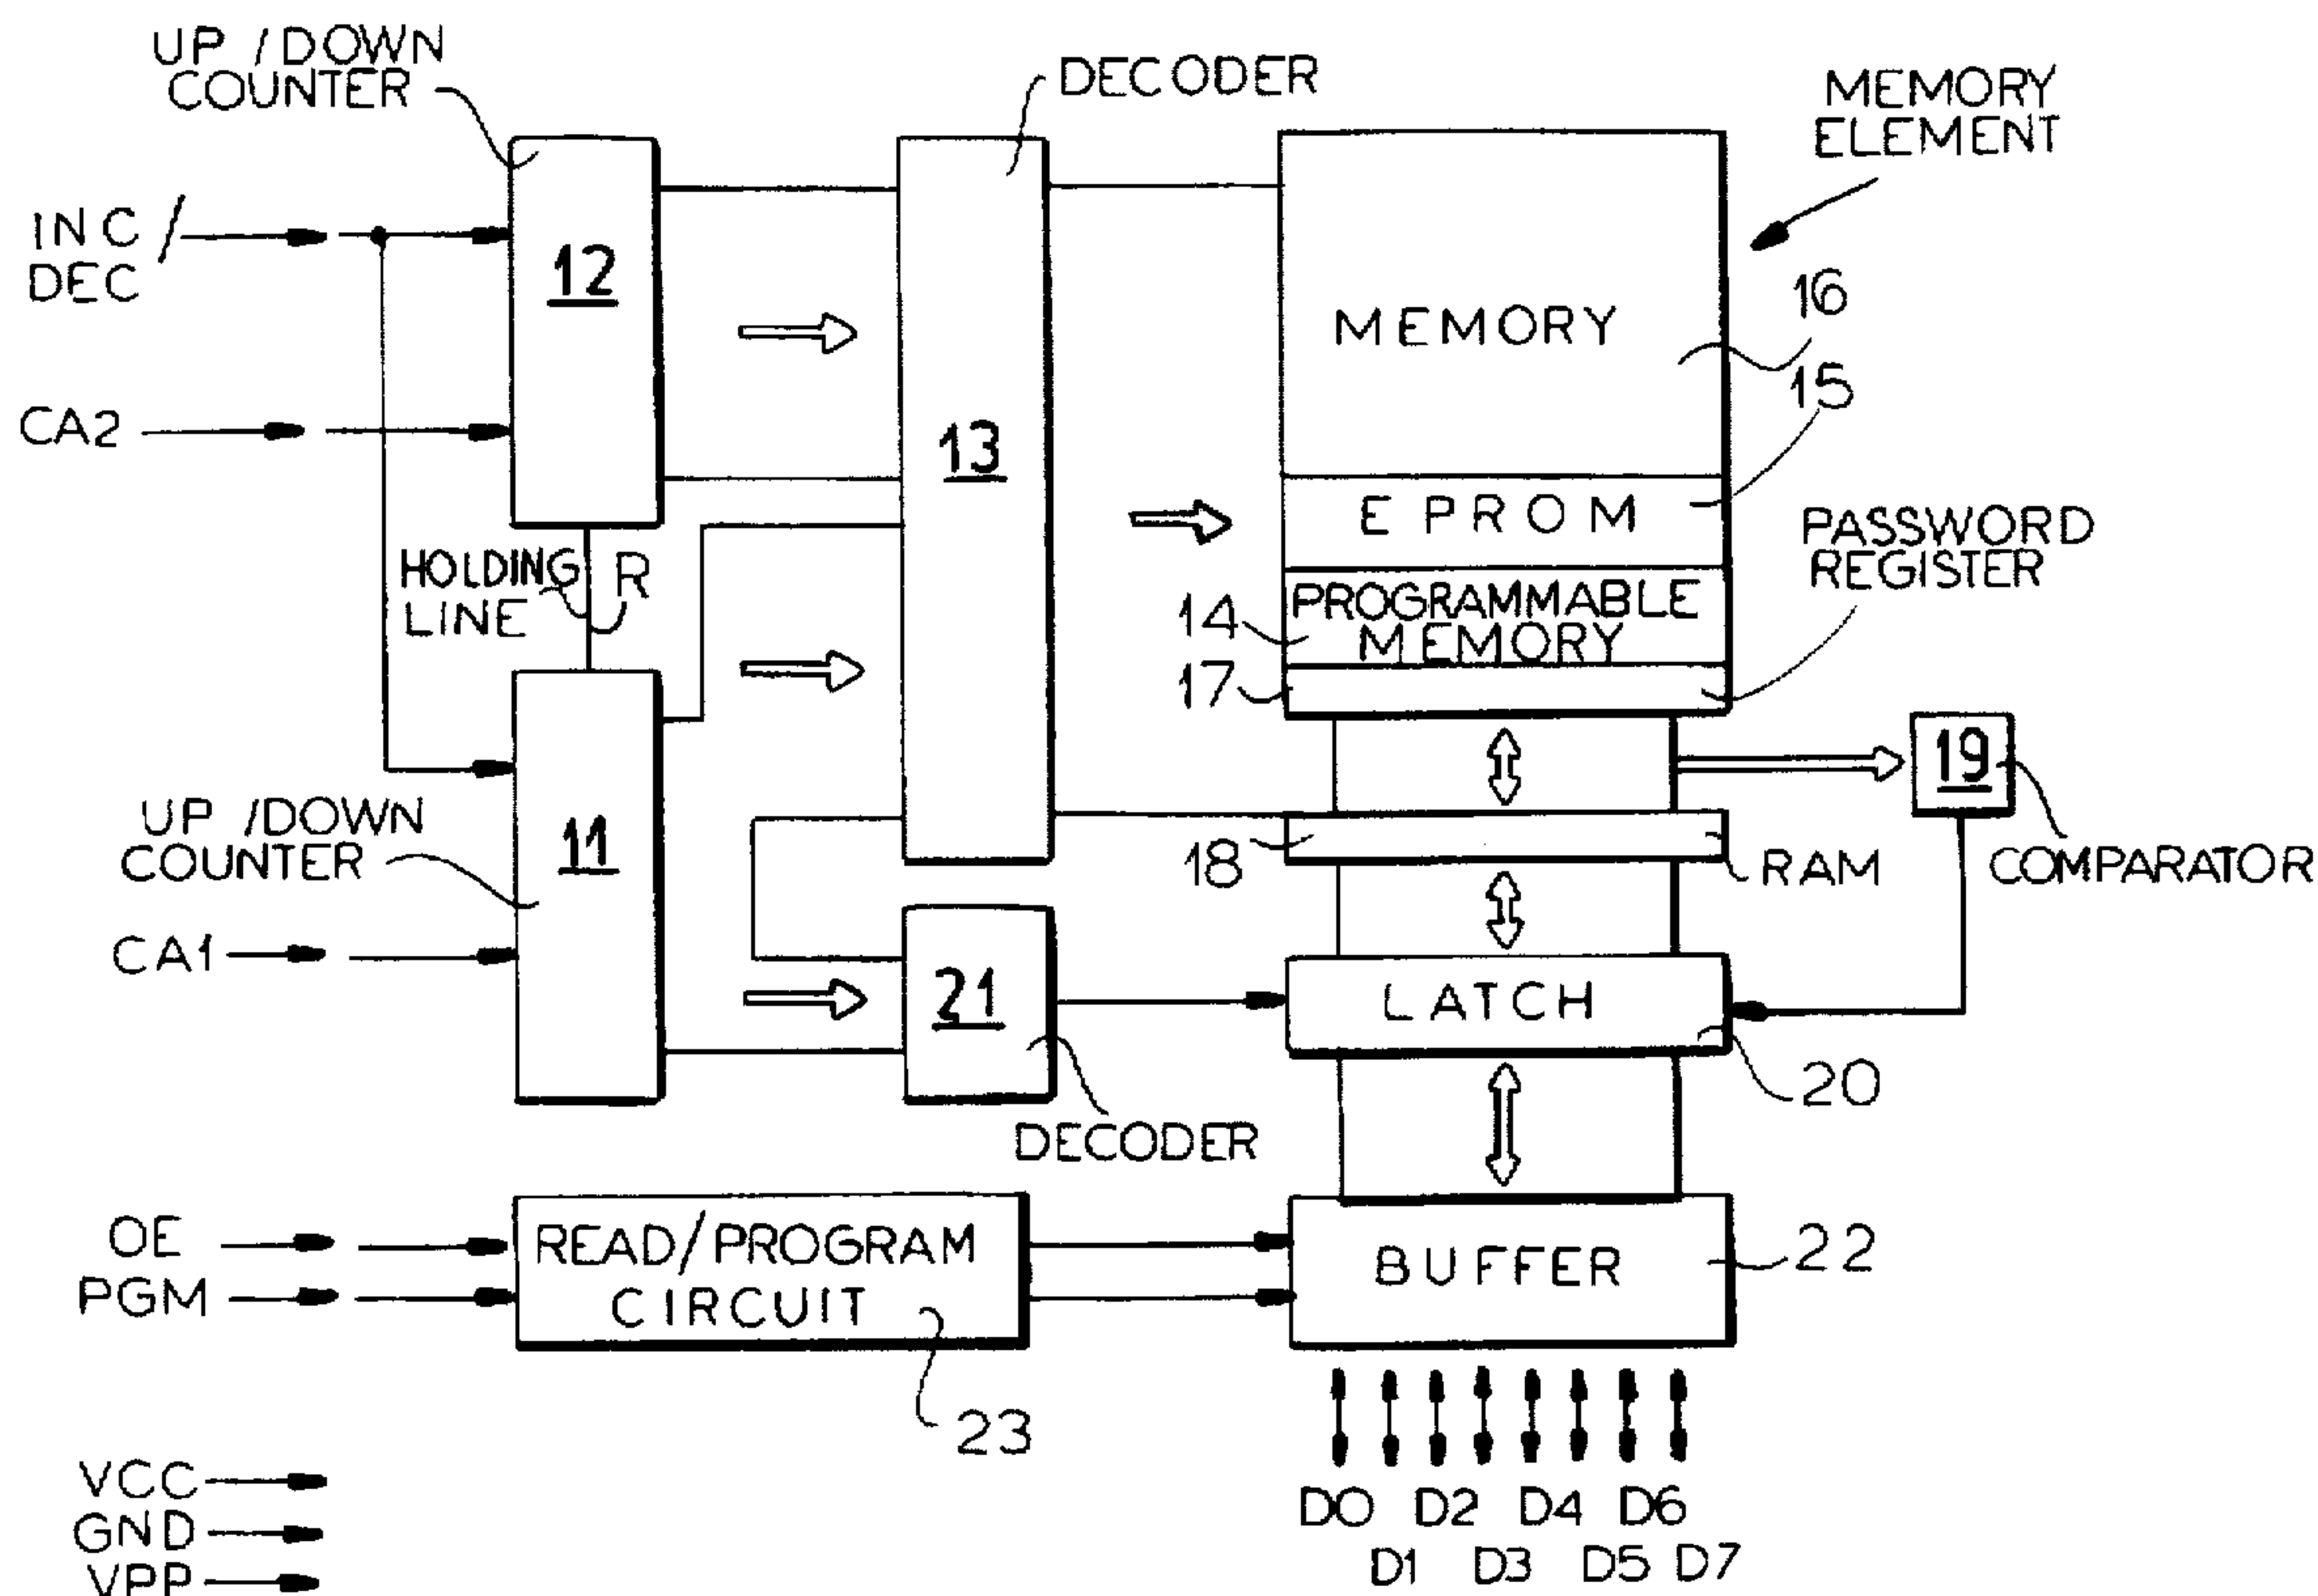 UP /DOWN
COUNTER
DECODER
MEMORY
ELEMENT
INC /
DEC
12
16
MEMORY
15
CA2
13
EPROM
PASSWORD
REGISTER
HOLDING
LINE
R
14
PROGRAMMABLE
MEMORY
17
19
UP /DOWN
COUNTER
11
18
RAM
COMPARATOR
CA1
21
LATCH
20
DECODER
OE
PGM
READ/PROGRAM
CIRCUIT
BUFFER
22
23
VCC
GND
VPP
D0 D2 D4 D6
D1 D3 D5 D7